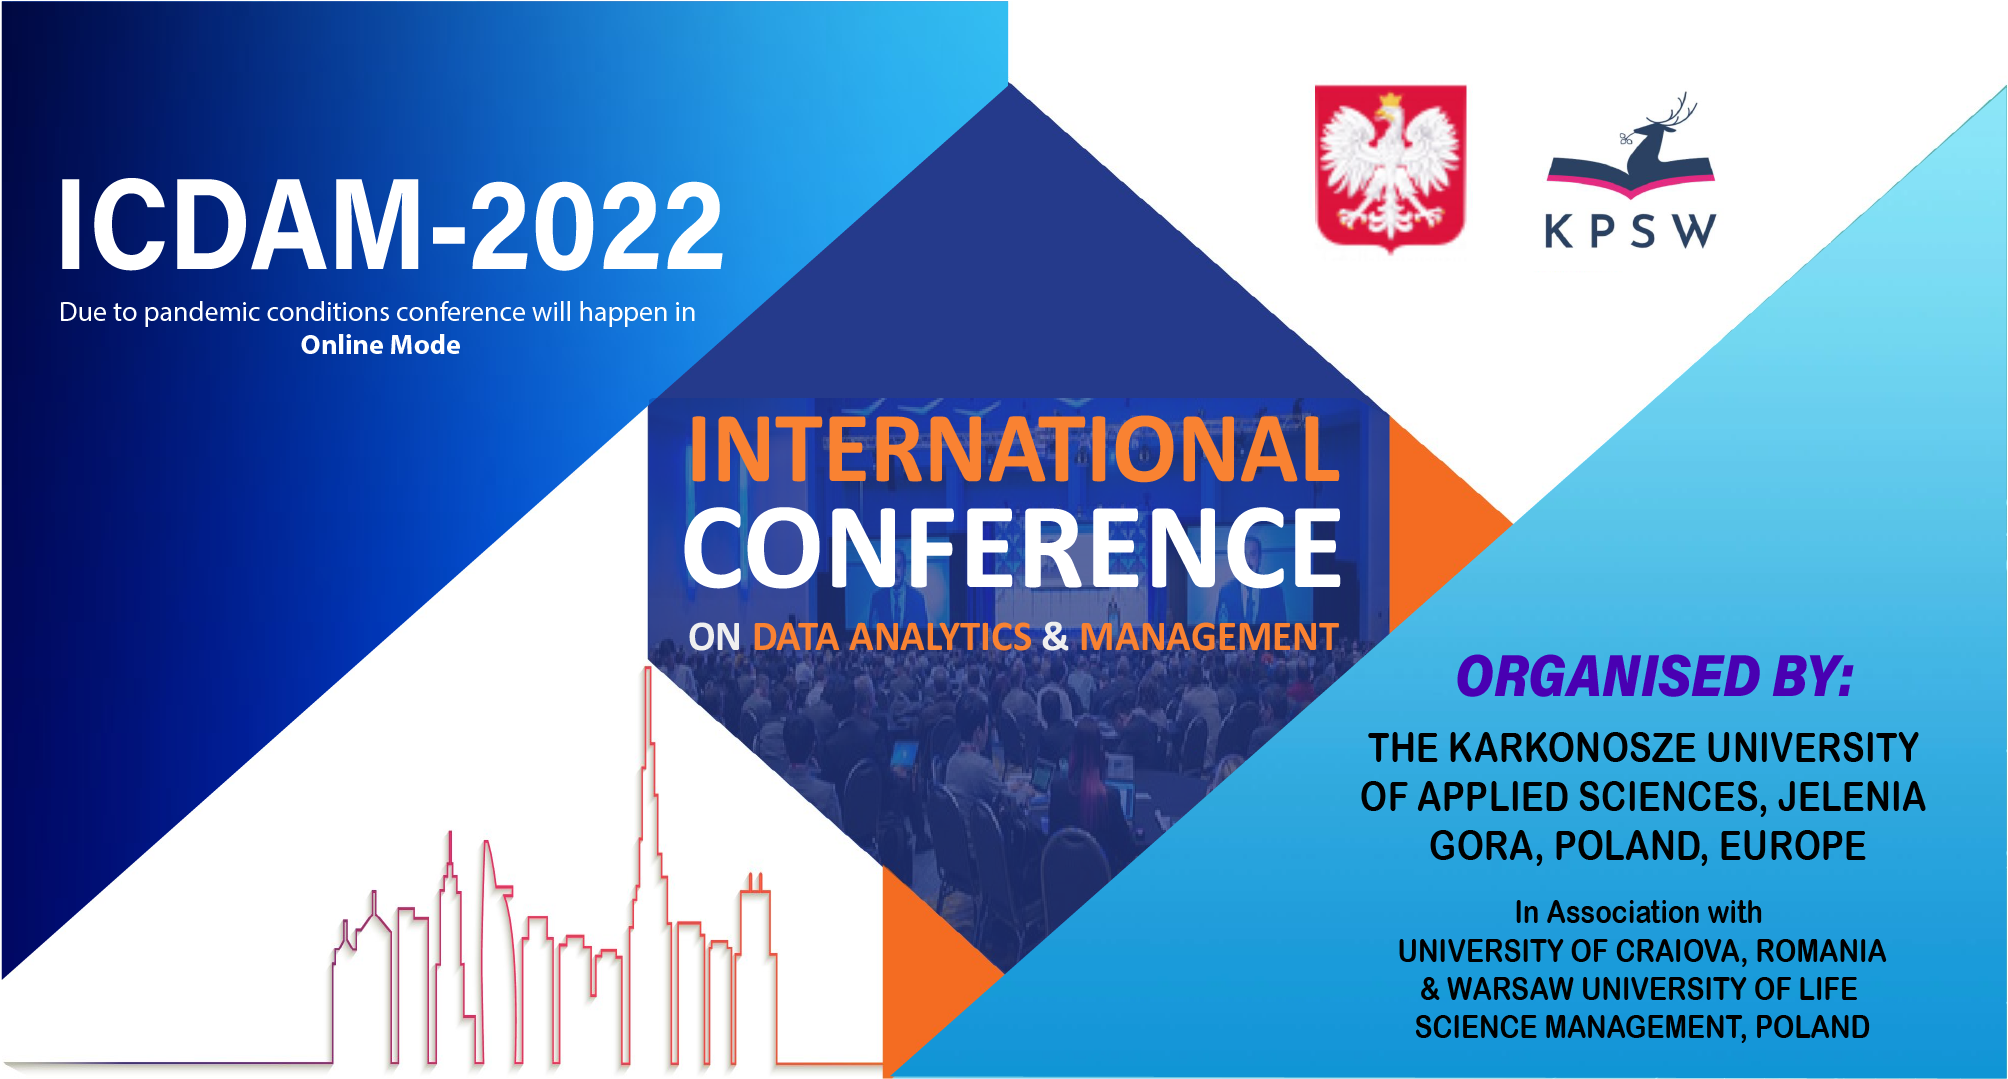 ICDAM-2022
Due to pandemic conditions conference will happen in
Online Mode
KPSW
INTERNATIONAL
CONFERENCE
ON DATA ANALYTICS & MANAGEMENT
ORGANISED BY:
THE KARKONOSZE UNIVERSITY
OF APPLIED SCIENCES, JELENIA
GORA, POLAND, EUROPE
In Association with
UNIVERSITY OF CRAIOVA, ROMANIA
& WARSAW UNIVERSITY OF LIFE
SCIENCE MANAGEMENT, POLAND